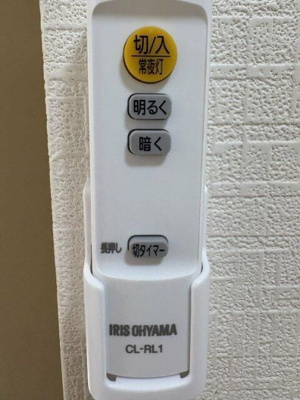 切/入
常夜灯
明るく
暗く
長押し 切タイマー
IRIS OHYAMA
CL-RL1